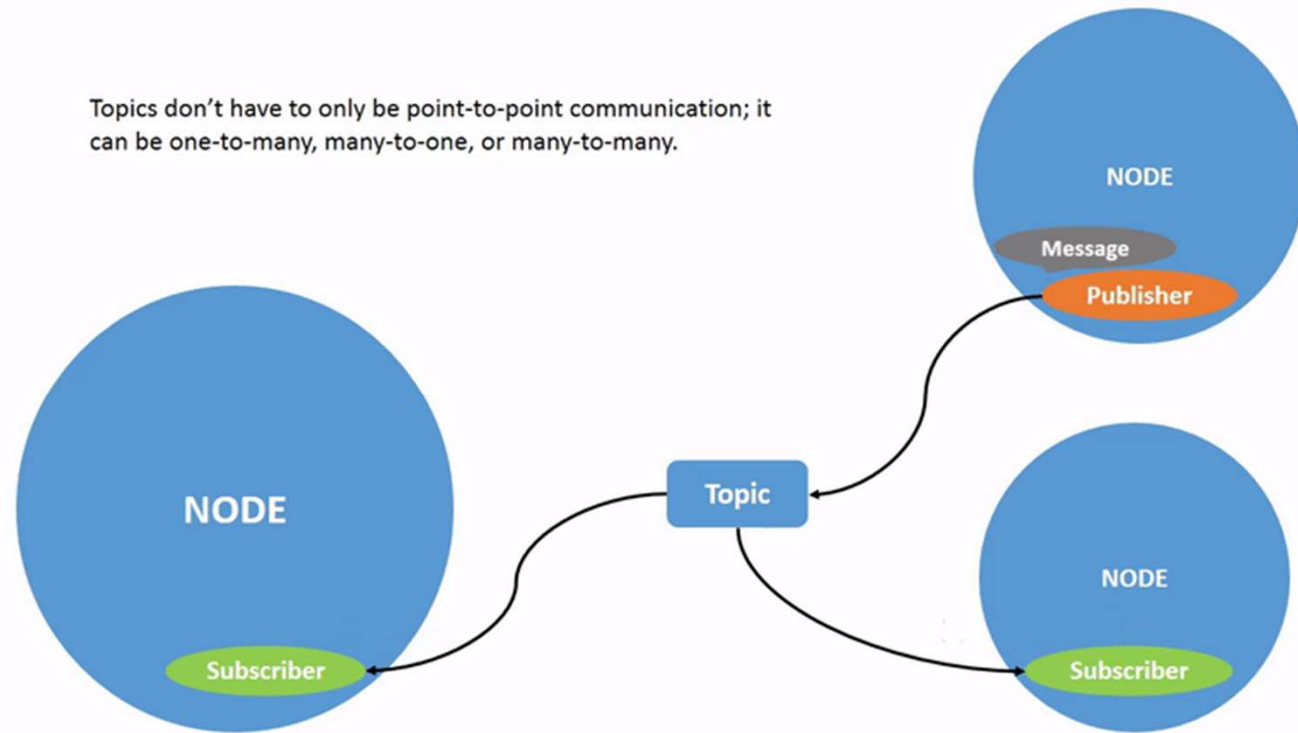 Topics don't have to only be point-to-point communication; it
can be one-to-many, many-to-one, or many-to-many.
NODE
Message
Publisher
Topic
NODE
Subscriber
NODE
Subscriber